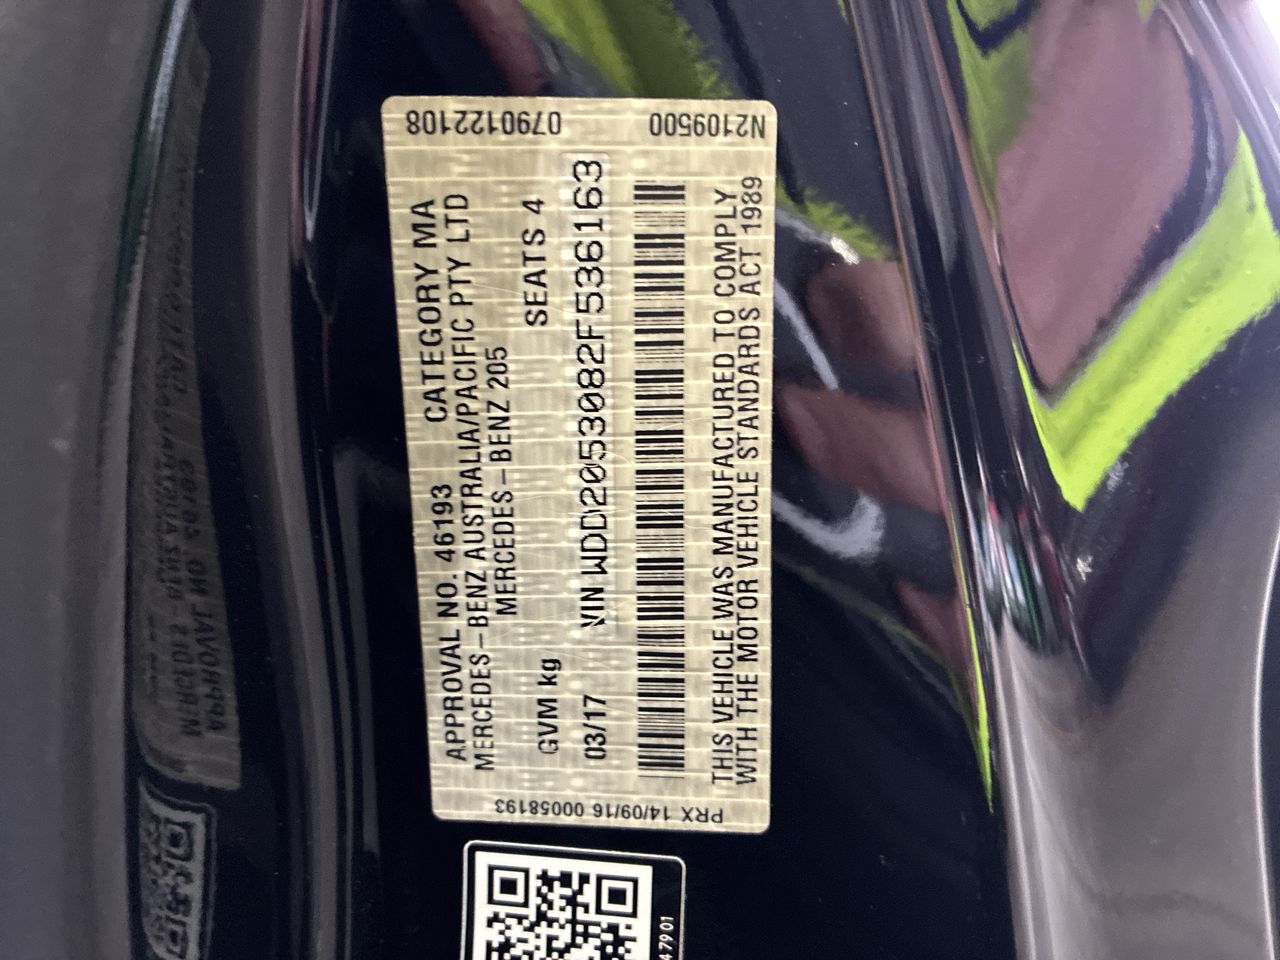 APPROVAL NO. 46193 CATEGORY MA
MERCEDES-BENZ AUSTRALIA/PACIFIC PTY LTD
MERCEDES-BENZ 205
GVM kg SEATS 4
03/17 VIN WDD2053082F536163
THIS VEHICLE WAS MANUFACTURED TO COMPLY
WITH THE MOTOR VEHICLE STANDARDS ACT 1989
0790122108
N2109500
PRX 14/09/16 00058193
47901